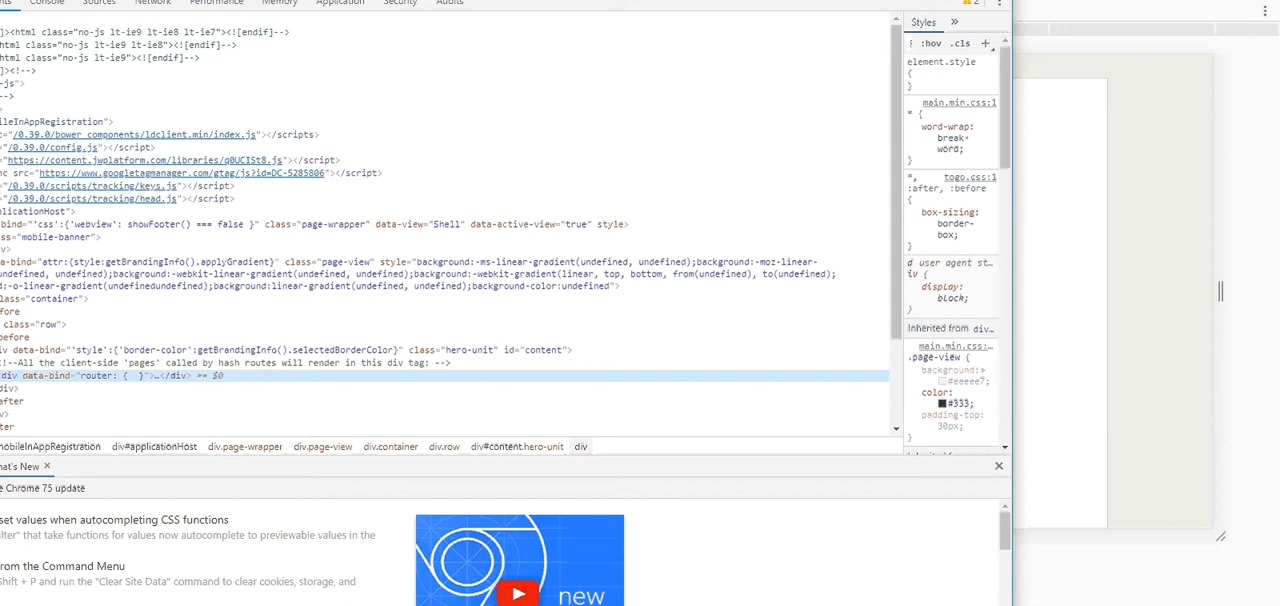 Console Sources Network Performance Memory Application Security Audits 2
]><html class="no-js lt-ie9 lt-ie8 lt-ie7"><![endif]-->
html class="no-js lt-ie9 lt-ie8"><![endif]-->
html class="no-js lt-ie9"><![endif]-->
]><!-->
-js">
-->
>
bileInAppRegistration">
c="/0.39.0/bower_components/ldclient.min/index.js"></scripts>
="/0.39.0/config.js"></script>
="https://content.jwplatform.com/libraries/q0UCISt8.js"></script>
nc src="https://www.googletagmanager.com/gtag/js?id=DC-5285806"></script>
="/0.39.0/scripts/tracking/keys.js"></script>
="/0.39.0/scripts/tracking/head.js"></script>
plicationHost">
bind="'css':{'webview': showFooter() === false }" class="page-wrapper" data-view="Shell" data-active-view="true" style>
ss="mobile-banner">
v>
a-bind="attr:{style:getBrandingInfo().applyGradient}" class="page-view" style="background:-ms-linear-gradient(undefined, undefined);background:-moz-linear-
undefined, undefined);background:-webkit-linear-gradient(undefined, undefined);background:-webkit-gradient(linear, top, bottom, from(undefined), to(undefined);
:-o-linear-gradient(undefinedundefined);background:linear-gradient(undefined, undefined);background-color:undefined">
lass="container">
fore
class="row">
before
iv data-bind="'style':{'border-color':getBrandingInfo().selectedBorderColor}" class="hero-unit" id="content">
!--All the client-side 'pages' called by hash routes will render in this div tag: -->
div data-bind="router: {  }">…</div> == $0
div>
after
v>
ter
mobileInAppRegistration div#applicationHost div.page-wrapper div.page-view div.container div.row div#content.hero-unit div
hat's New ×
e Chrome 75 update
set values when autocompleting CSS functions
ilter" that take functions for values now autocomplete to previewable values in the
from the Command Menu
Shift + P and run the "Clear Site Data" command to clear cookies, storage, and
new
Styles »
:hov .cls +
element.style
{
}
main.min.css:1
* {
word-wrap:
break-
word;
}
*, togo.css:1
:after, :before
{
box-sizing:
border-
box;
}
d user agent st…
iv {
display:
block;
}
Inherited from div…
main.min.css:…
.page-view {
background:▸
#eeeee7;
color:
#333;
padding-top:
30px;
}